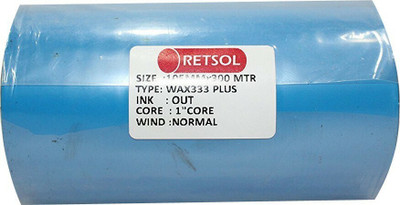 RETSOL
SIZE :105MMx300 MTR
TYPE: WAX333 PLUS
INK : OUT
CORE : 1"CORE
WIND :NORMAL